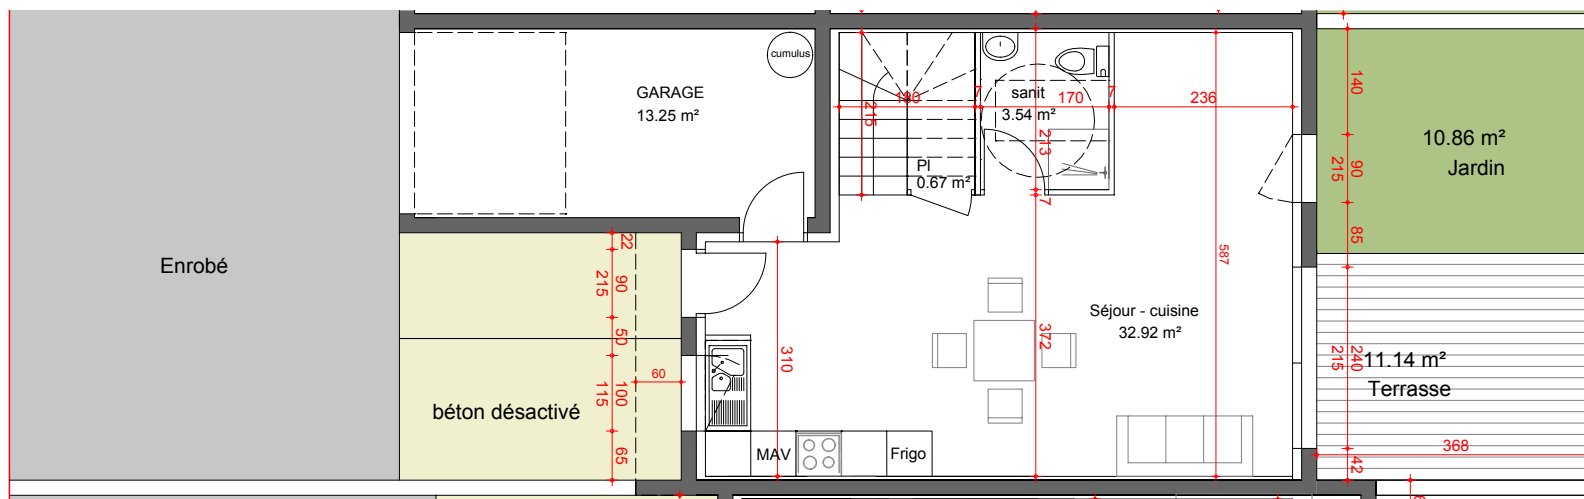 cumulus
GARAGE
13.25 m²
180
215
7
sanit
170
3.54 m²
213
7
236
Pl
0.67 m²
7
140
90
215
85
10.86 m²
Jardin
Enrobé
22
90
215
50
100
115
65
60
béton désactivé
310
372
587
Séjour - cuisine
32.92 m²
240
215
11.14 m²
Terrasse
368
42
MAV
Frigo